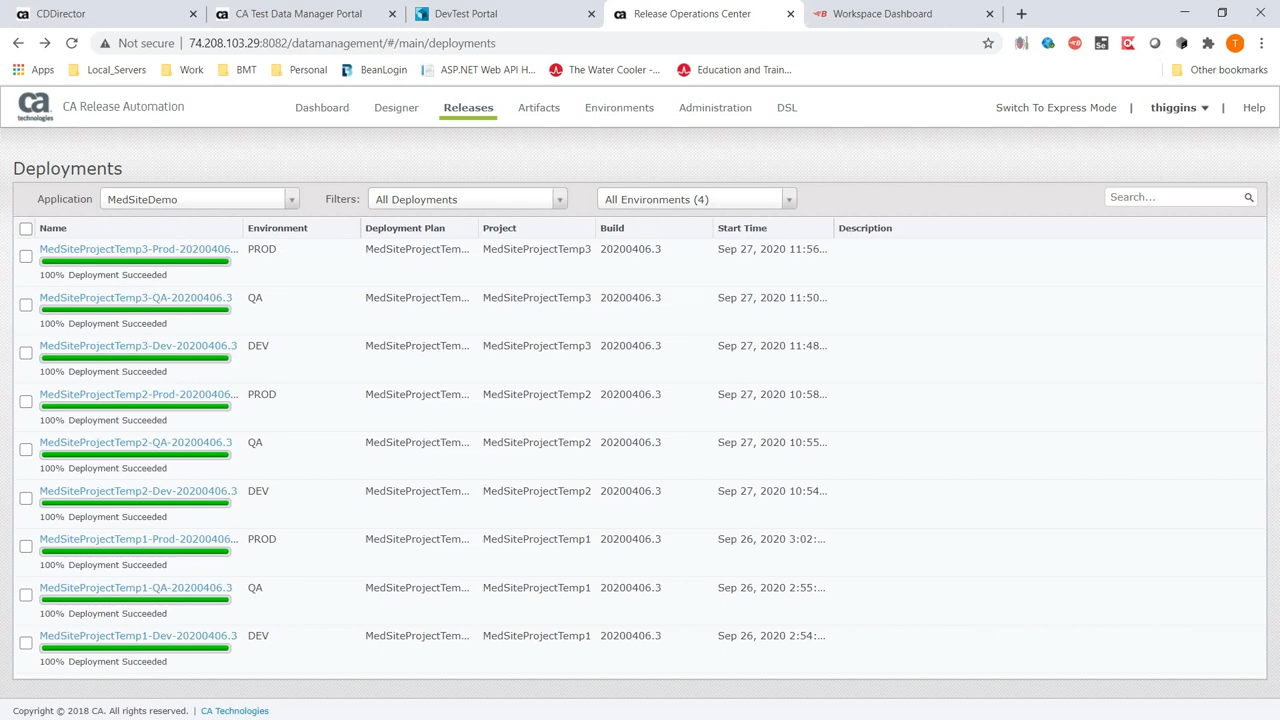 CDDirector
CA Test Data Manager Portal
DevTest Portal
Release Operations Center
Workspace Dashboard
Not secure | 74.208.103.29:8082/datamanagement/#/main/deployments
T
Apps Local_Servers Work BMT Personal BeanLogin ASP.NET Web API H... The Water Cooler -... Education and Train... Other bookmarks
ca technologies CA Release Automation Dashboard Designer Releases Artifacts Environments Administration DSL Switch To Express Mode | thiggins | Help
Deployments
Application MedSiteDemo Filters: All Deployments All Environments (4) Search...
Name Environment Deployment Plan Project Build Start Time Description
MedSiteProjectTemp3-Prod-20200406... PROD MedSiteProjectTem... MedSiteProjectTemp3 20200406.3 Sep 27, 2020 11:56...
100% Deployment Succeeded
MedSiteProjectTemp3-QA-20200406.3 QA MedSiteProjectTem... MedSiteProjectTemp3 20200406.3 Sep 27, 2020 11:50...
100% Deployment Succeeded
MedSiteProjectTemp3-Dev-20200406.3 DEV MedSiteProjectTem... MedSiteProjectTemp3 20200406.3 Sep 27, 2020 11:48...
100% Deployment Succeeded
MedSiteProjectTemp2-Prod-20200406... PROD MedSiteProjectTem... MedSiteProjectTemp2 20200406.3 Sep 27, 2020 10:58...
100% Deployment Succeeded
MedSiteProjectTemp2-QA-20200406.3 QA MedSiteProjectTem... MedSiteProjectTemp2 20200406.3 Sep 27, 2020 10:55...
100% Deployment Succeeded
MedSiteProjectTemp2-Dev-20200406.3 DEV MedSiteProjectTem... MedSiteProjectTemp2 20200406.3 Sep 27, 2020 10:54...
100% Deployment Succeeded
MedSiteProjectTemp1-Prod-20200406... PROD MedSiteProjectTem... MedSiteProjectTemp1 20200406.3 Sep 26, 2020 3:02:...
100% Deployment Succeeded
MedSiteProjectTemp1-QA-20200406.3 QA MedSiteProjectTem... MedSiteProjectTemp1 20200406.3 Sep 26, 2020 2:55:...
100% Deployment Succeeded
MedSiteProjectTemp1-Dev-20200406.3 DEV MedSiteProjectTem... MedSiteProjectTemp1 20200406.3 Sep 26, 2020 2:54:...
100% Deployment Succeeded
Copyright © 2018 CA. All rights reserved. | CA Technologies